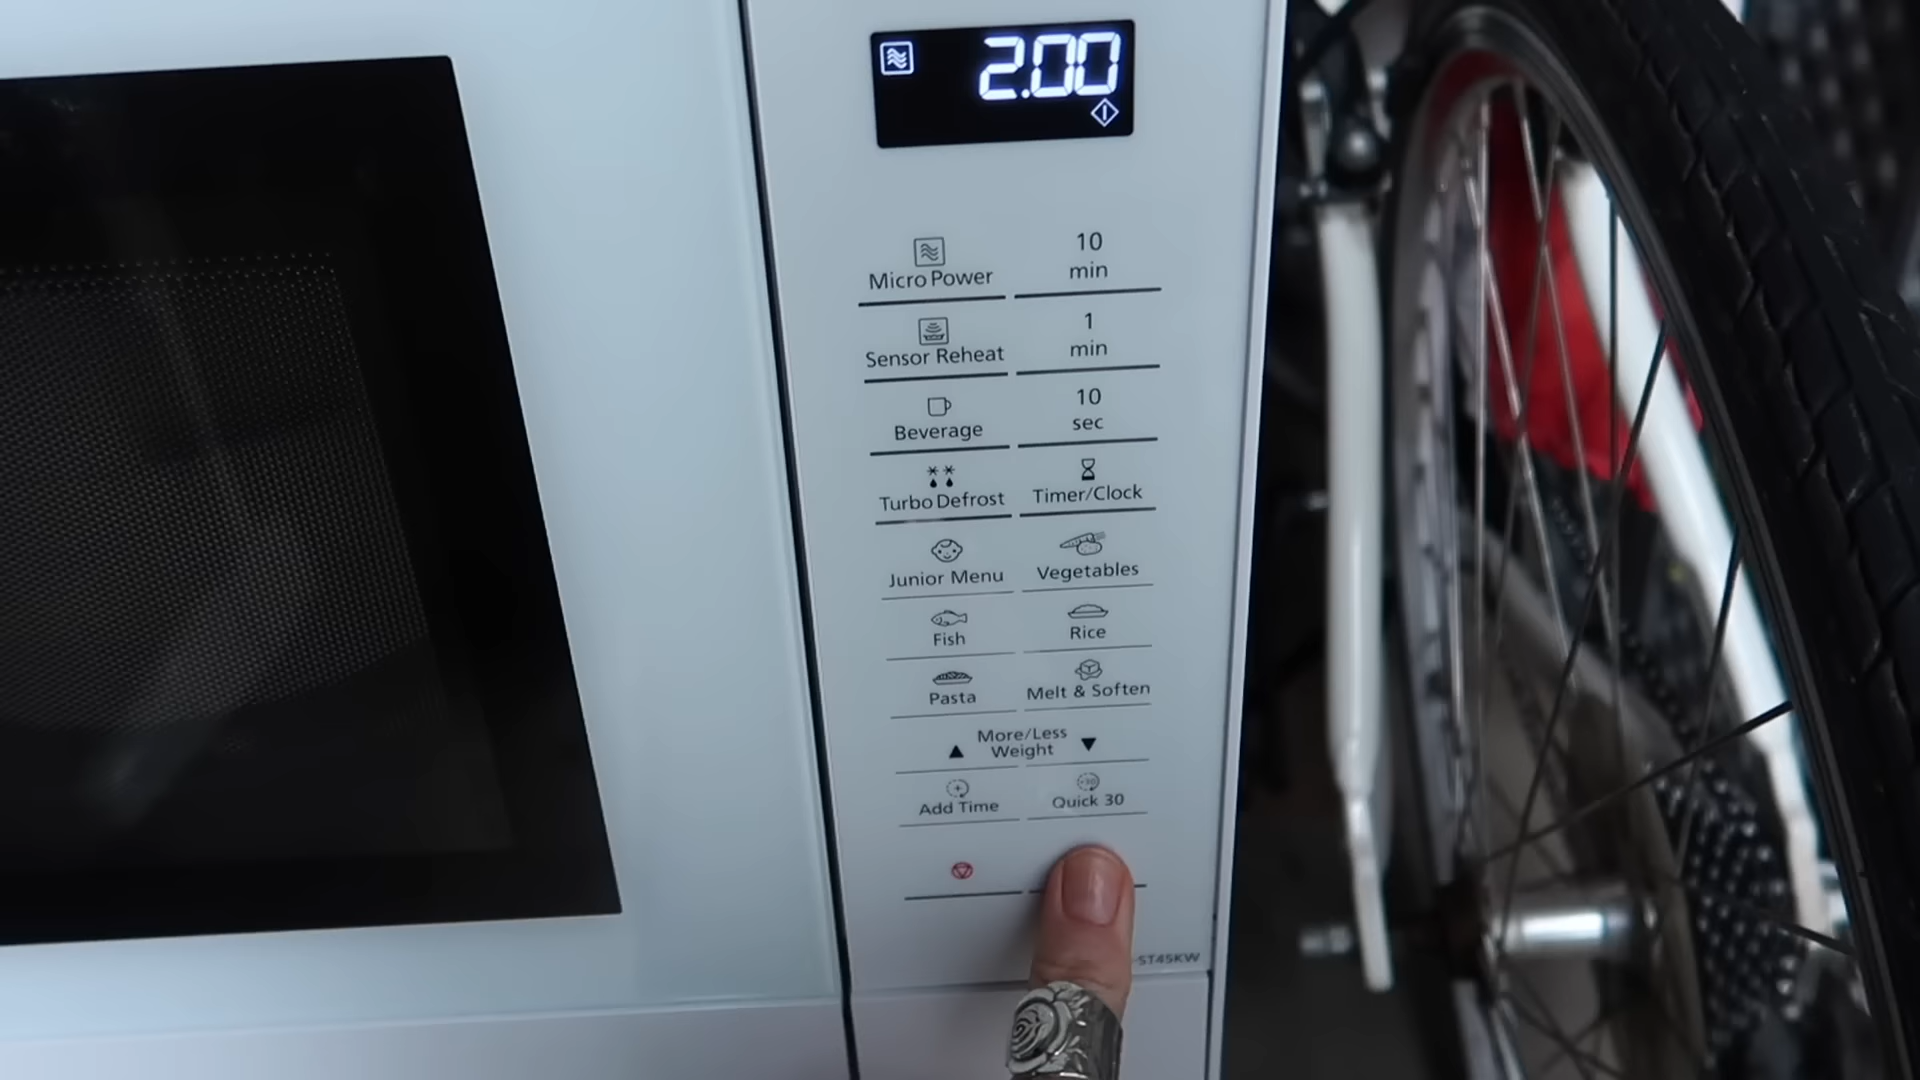 2.00
Micro Power
10
min
Sensor Reheat
1
min
Beverage
10
sec
Turbo Defrost
Timer/Clock
Junior Menu
Vegetables
Fish
Rice
Pasta
Melt & Soften
More/Less
Weight
Add Time
+30
Quick 30
-ST45KW